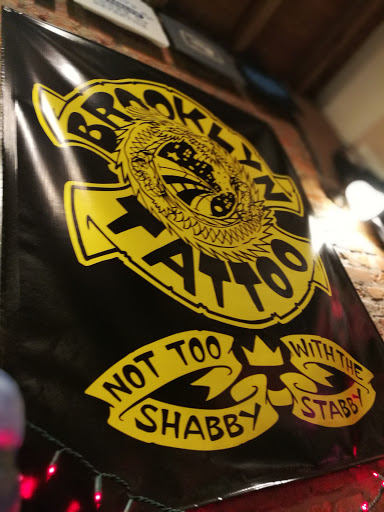 BROOKLYN
TATTOO
NOT TOO
SHABBY
WITH THE
STABBY